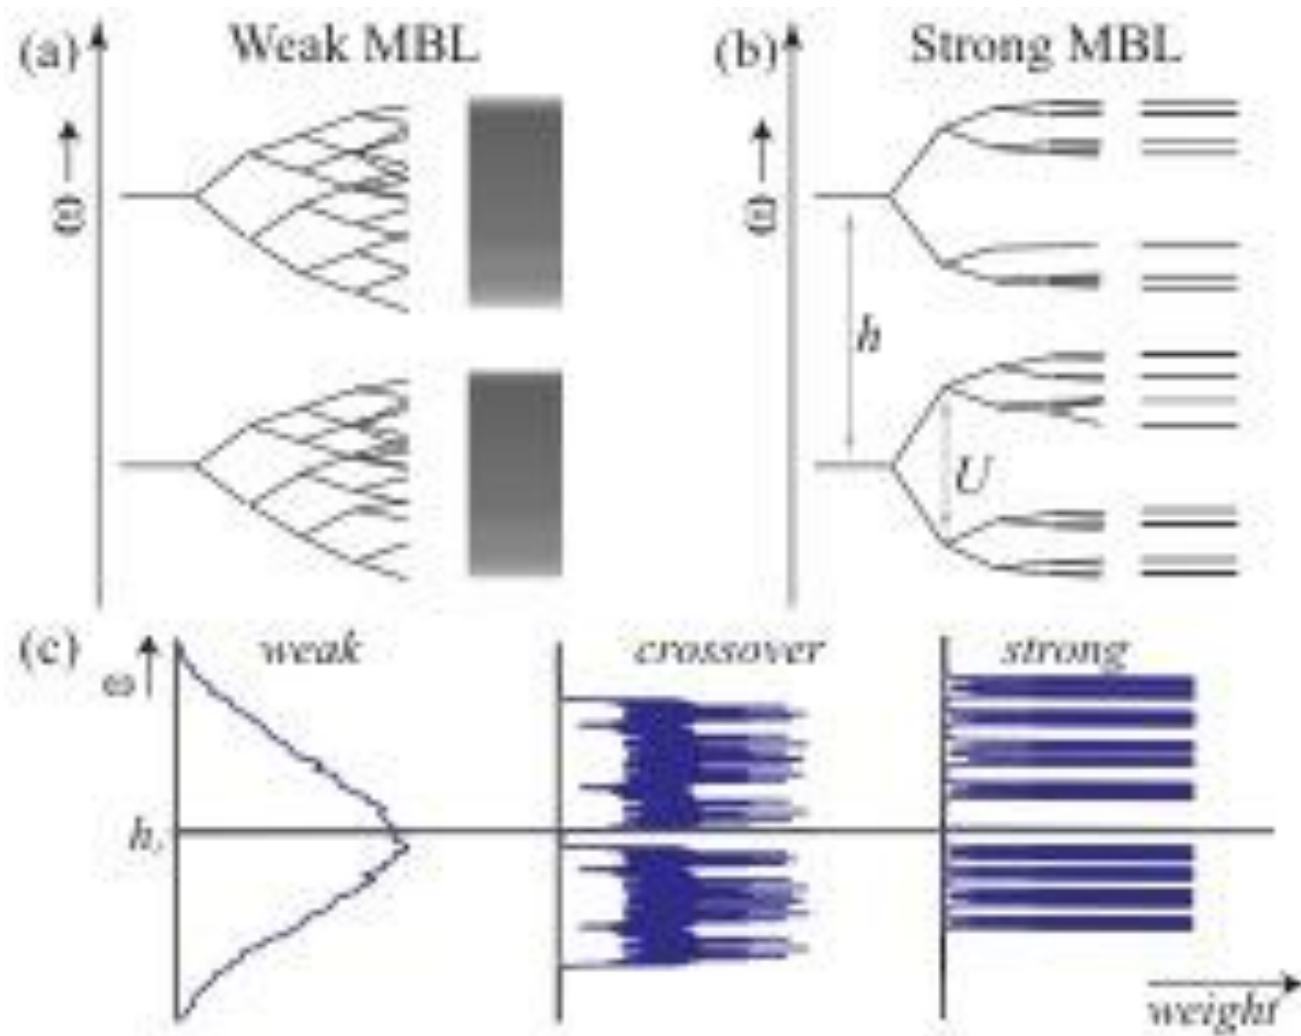 (a) Weak MBL
(b) Strong MBL
ω
ω
h
U
(c) weak
crossover
strong
ω
h
weight